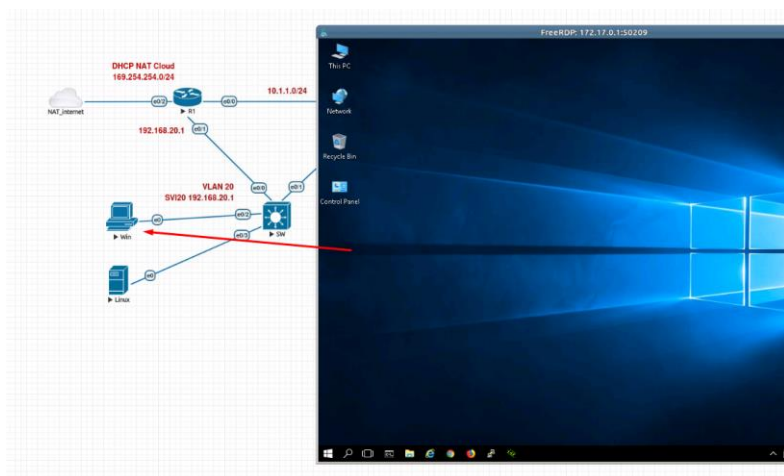 FreeRDP: 172.17.0.1:50209
This PC
Network
Recycle Bin
Control Panel
DHCP NAT Cloud
169.254.254.0/24
NAT_internet
e0/2
R1
e0/0
10.1.1.0/24
192.168.20.1
e0/1
VLAN 20
SVI20 192.168.20.1
e0/0
e0/1
e0
e0/2
Win
SW
e0/3
e0
Linux